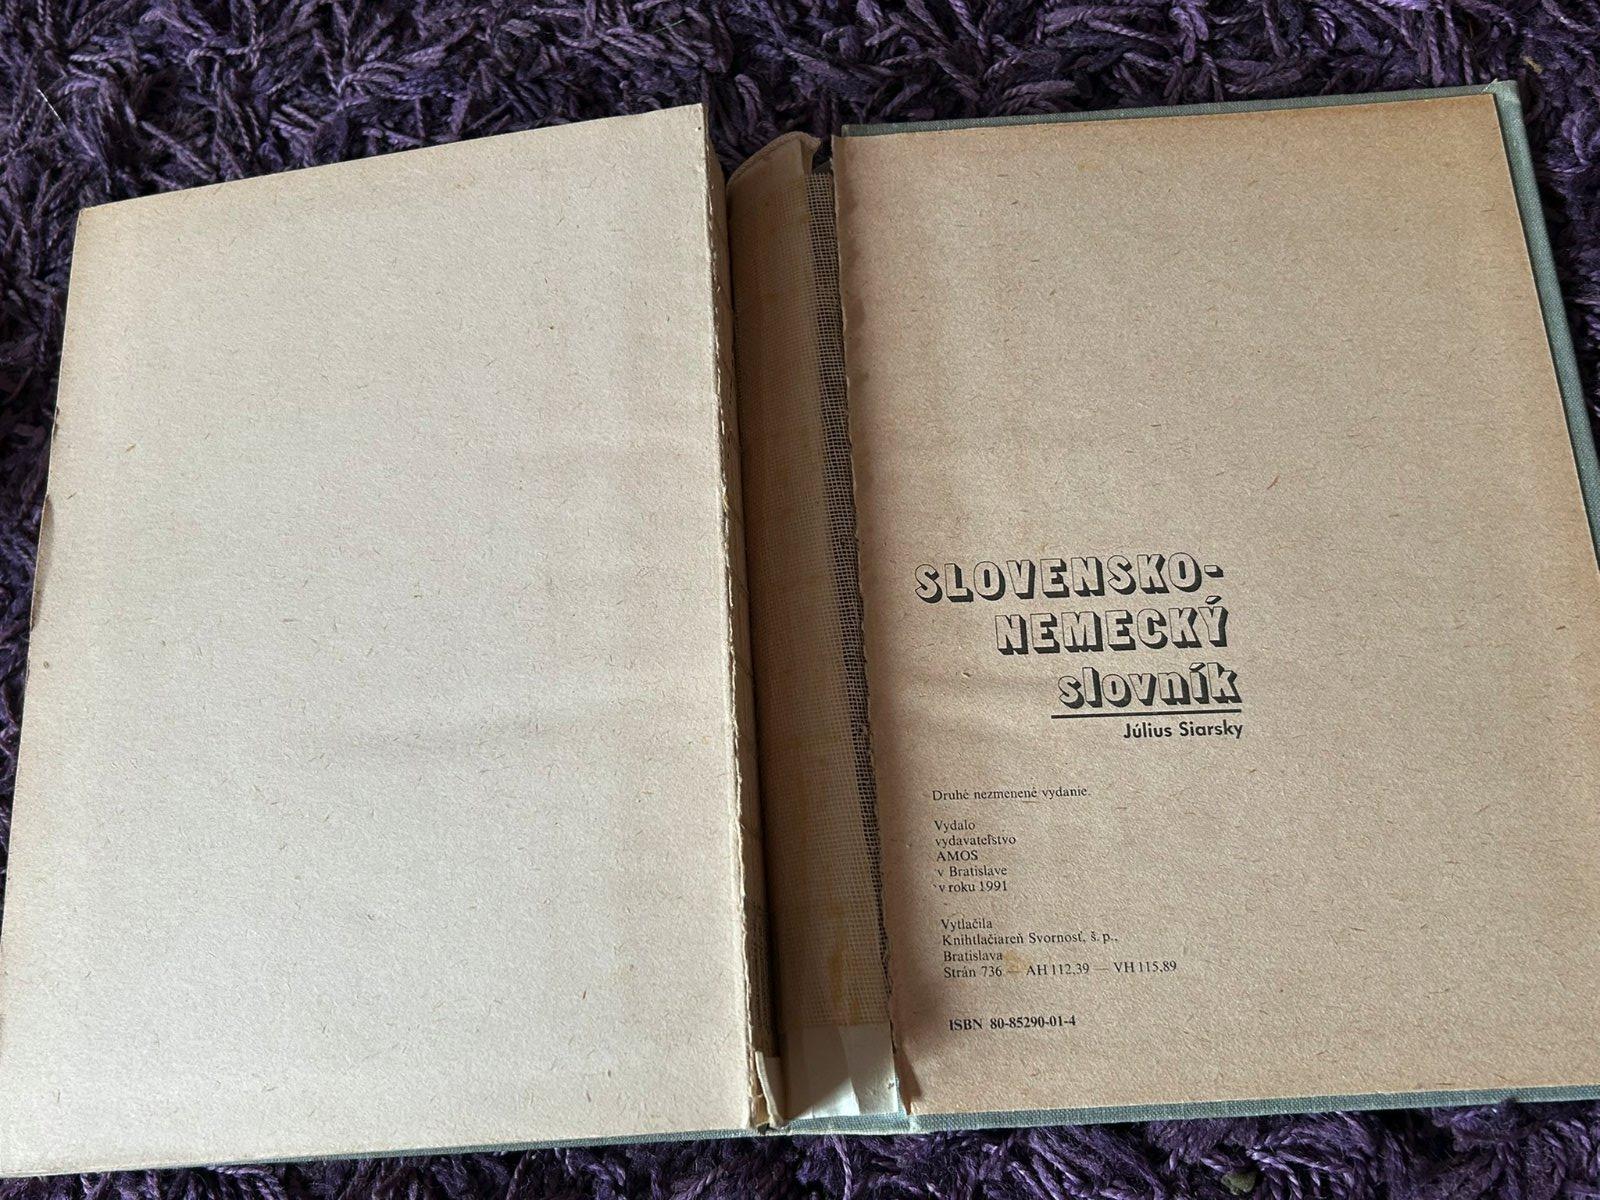 SLOVENSKO-
NEMECKÝ
slovník
Július Siarsky
Druhé nezmenené vydanie.
Vydalo
vydavateľstvo
AMOS
v Bratislave
v roku 1991
Vytlačila
Knihtlačiareň Svornosť, š. p.,
Bratislava
Strán 736 — AH 112,39 — VH 115,89
ISBN 80-85290-01-4